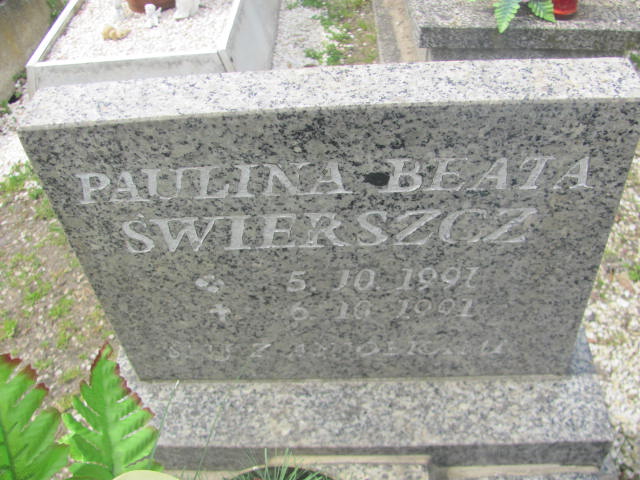 PAULINA BEATA
ŚWIERSZCZ
5.10.1991
6.10.1991